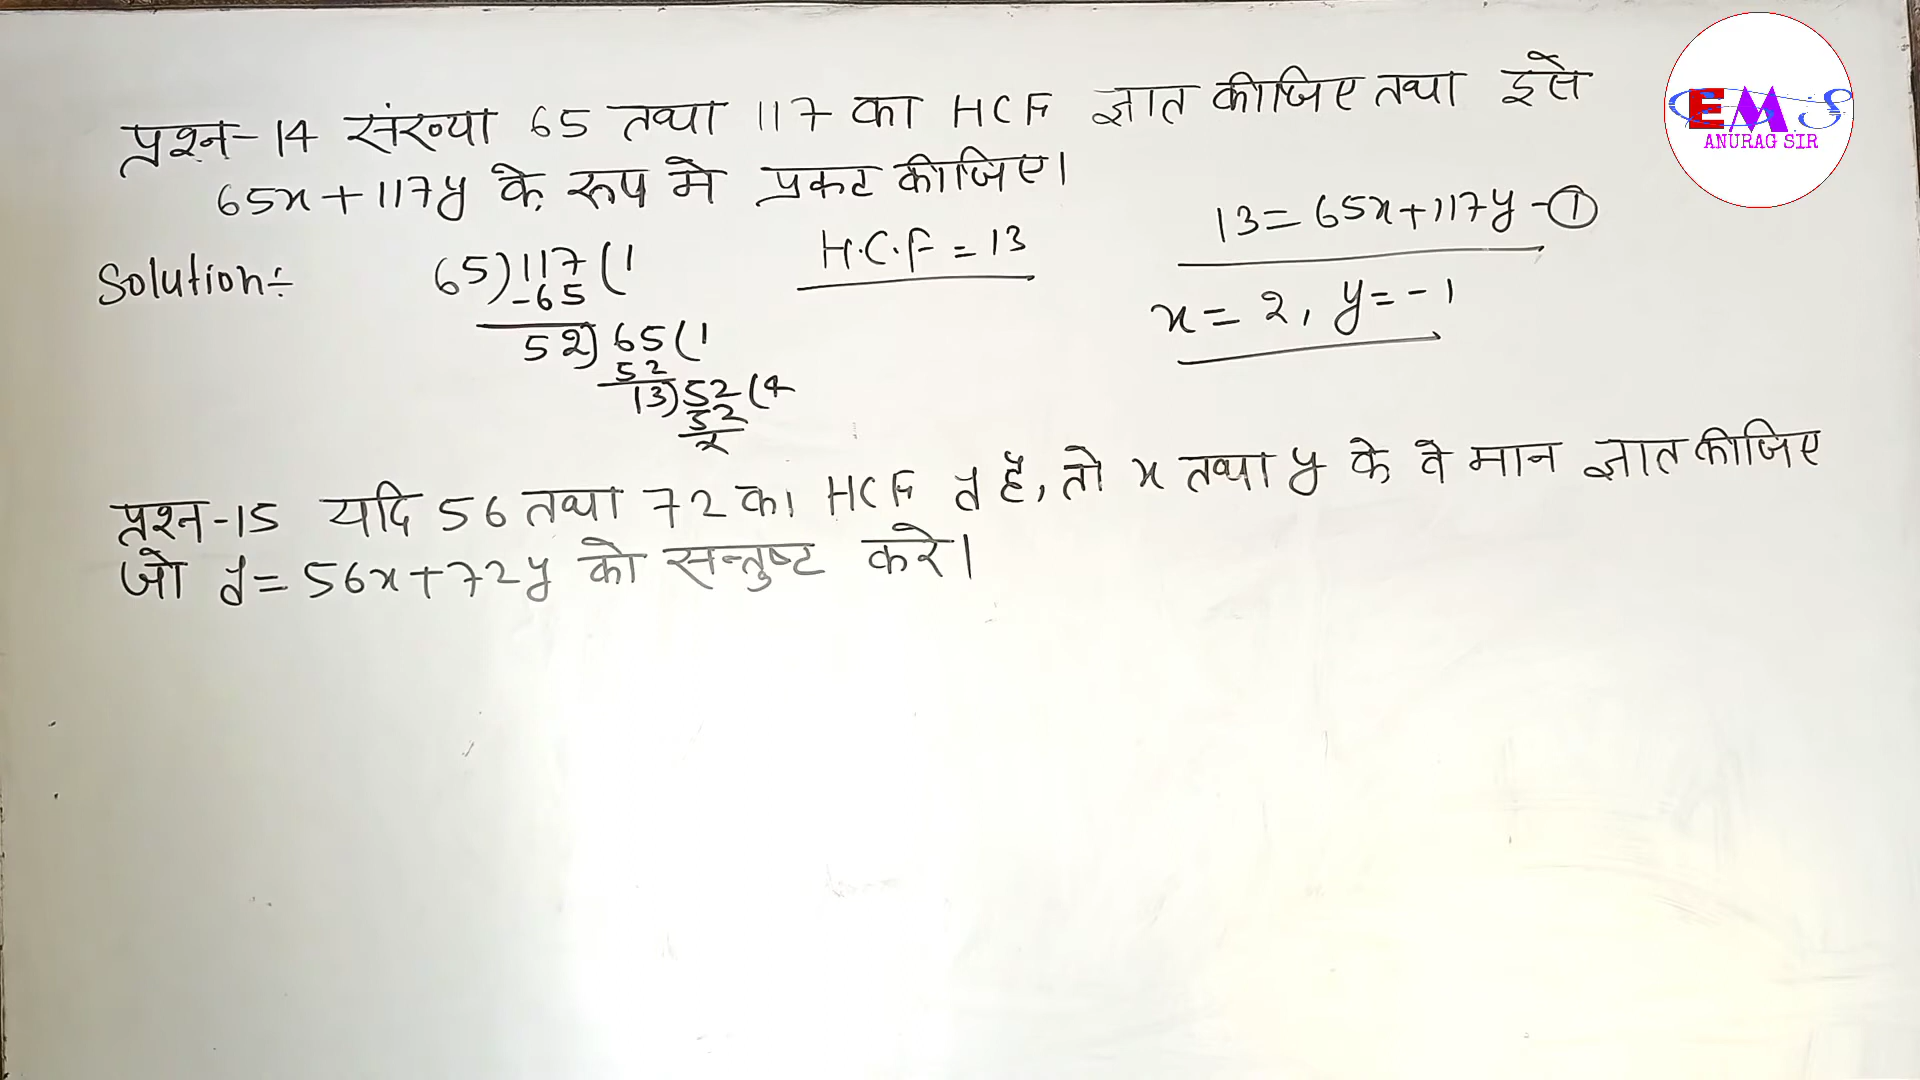 प्रश्न-14 संख्या 65 तथा 117 का HCF ज्ञात कीजिए तथा इसे
65x+117y के रूप मे प्रकट कीजिए।
Solution:-
65)117(1
-65
52)65(1
52
13)52(4
52
x
H.C.F = 13
13=65x+117y-①
x=2, y=-1
प्रश्न-15 यदि 56 तथा 72 का HCF d है, तो x तथा y के वे मान ज्ञात कीजिए
जो d=56x+72y को सन्तुष्ट करे।
EMS
ANURAG SIR